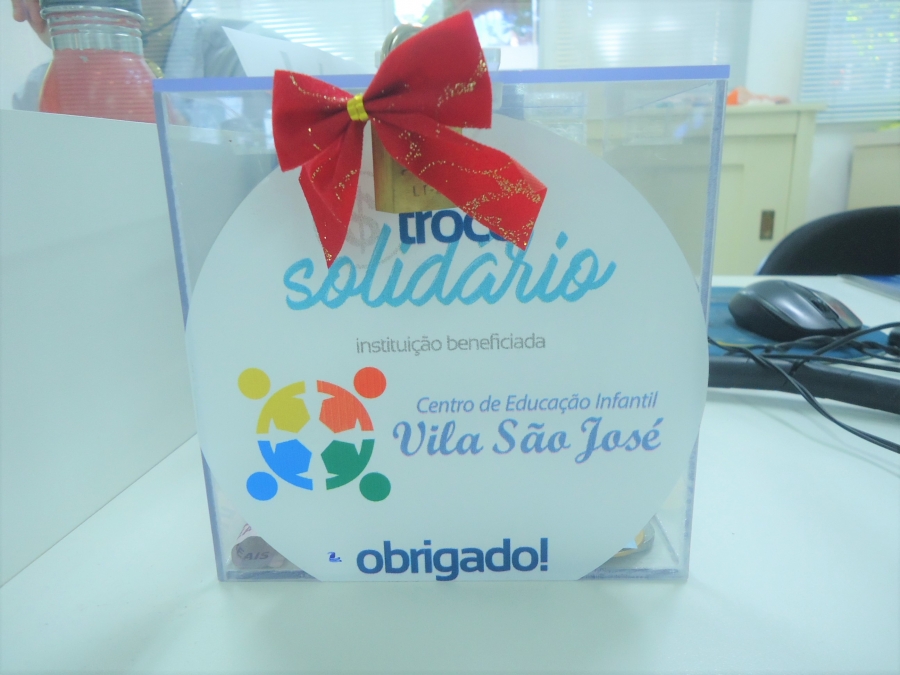 solidário
instituição beneficiada
Centro de Educação Infantil
Vila São José
obrigado!